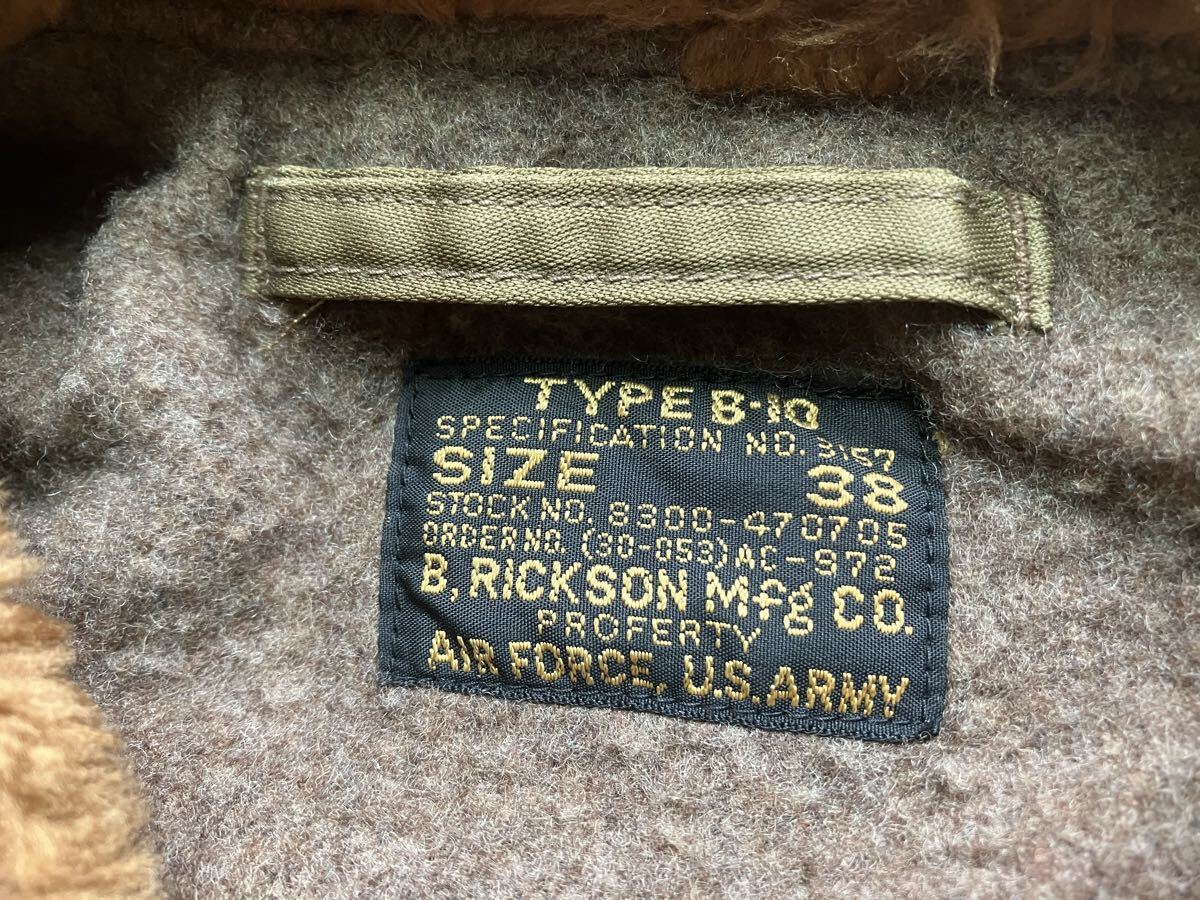 TYPE B-10
SPECIFICATION NO. 3157
SIZE 38
STOCK NO. 8300-470705
ORDER NO. (30-053) AC-972
B, RICKSON Mfg CO.
PROPERTY
AIR FORCE, U.S. ARMY